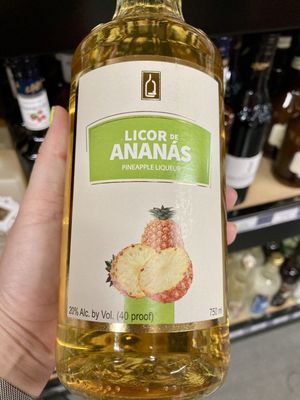 LICOR DE
ANANÁS
PINEAPPLE LIQUEUR
20% Alc. by Vol. (40 proof)
750 ml